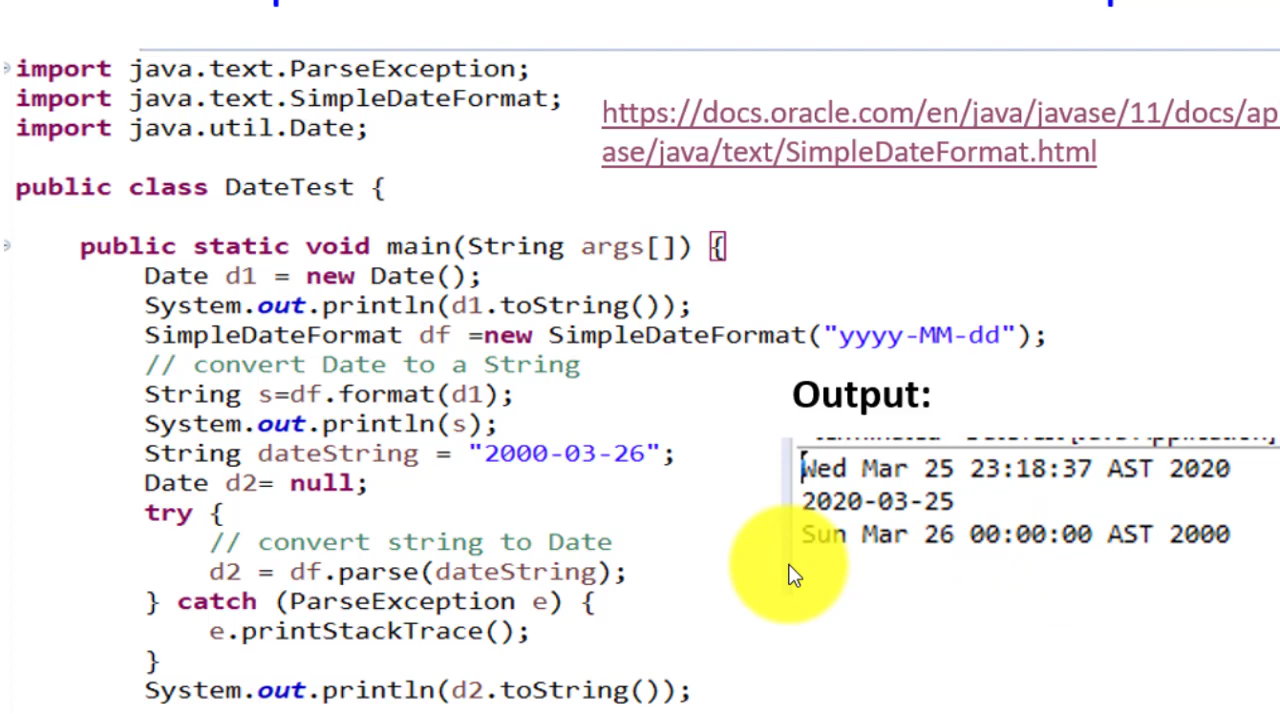 import java.text.ParseException;
import java.text.SimpleDateFormat;
import java.util.Date;
https://docs.oracle.com/en/java/javase/11/docs/ap
ase/java/text/SimpleDateFormat.html
public class DateTest {
public static void main(String args[]) {
Date d1 = new Date();
System.out.println(d1.toString());
SimpleDateFormat df =new SimpleDateFormat("yyyy-MM-dd");
// convert Date to a String
String s=df.format(d1);
System.out.println(s);
String dateString = "2000-03-26";
Date d2= null;
try {
// convert string to Date
d2 = df.parse(dateString);
} catch (ParseException e) {
e.printStackTrace();
}
System.out.println(d2.toString());
Output:
Wed Mar 25 23:18:37 AST 2020
2020-03-25
Sun Mar 26 00:00:00 AST 2000